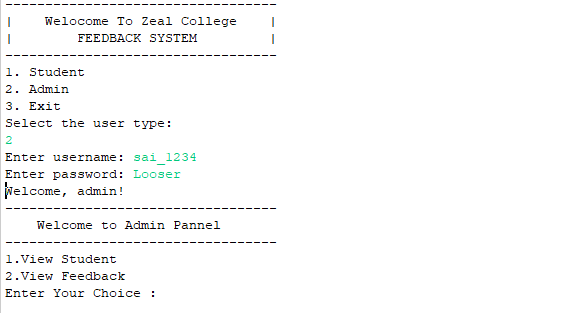 ---------------------------------
|    Welocome To Zeal College    |
|        FEEDBACK SYSTEM         |
---------------------------------
1. Student
2. Admin
3. Exit
Select the user type:
2
Enter username: sai_1234
Enter password: Looser
Welcome, admin!
---------------------------------
    Welcome to Admin Pannel
---------------------------------
1.View Student
2.View Feedback
Enter Your Choice :